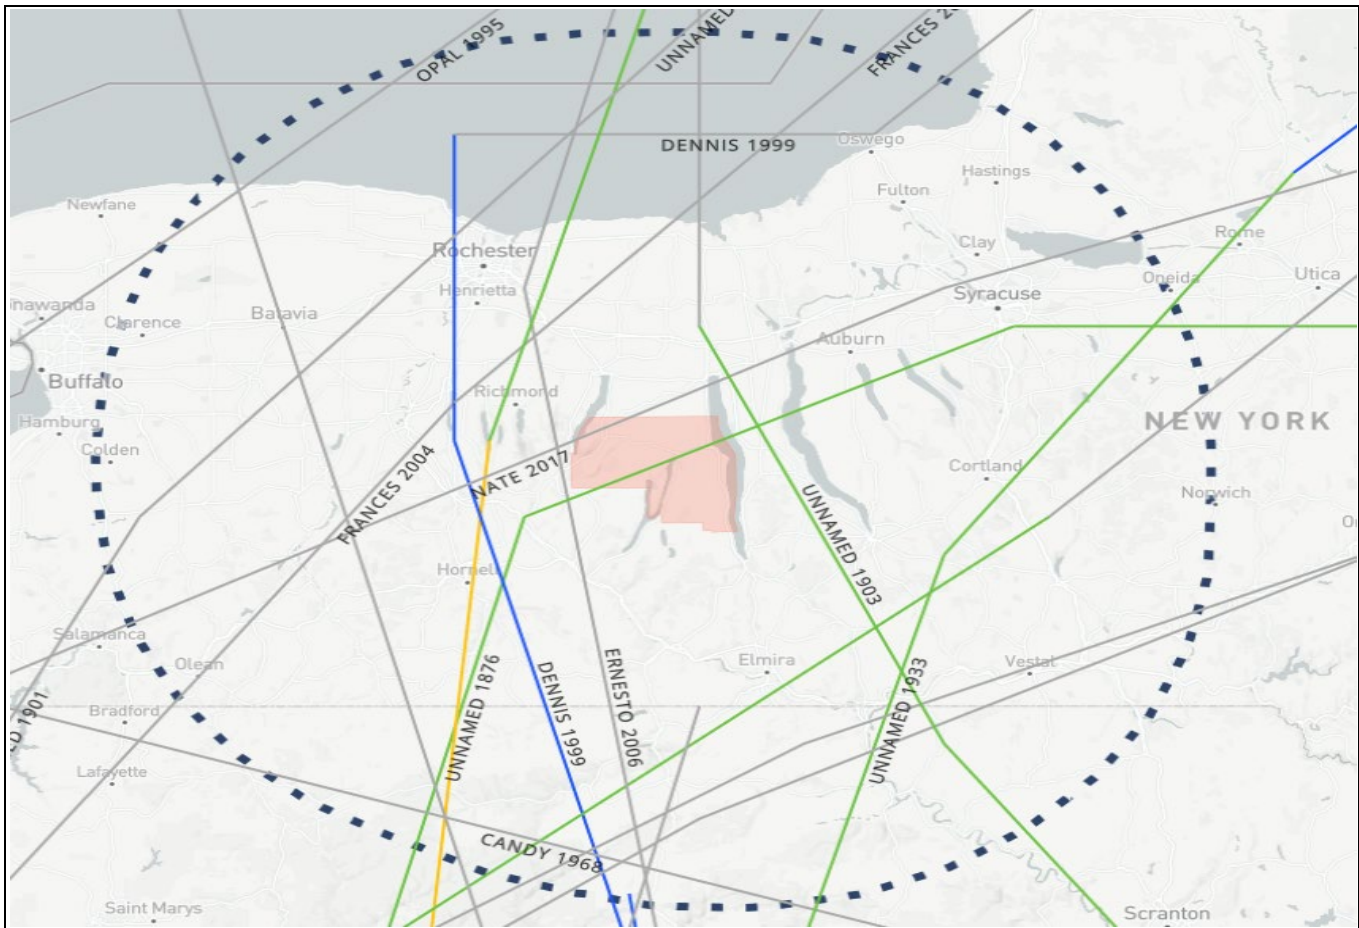 OPAL 1995
UNNAMED
FRANCES 20
DENNIS 1999
Oswego
Hastings
Fulton
Newfane
Clay
Rome
Rochester
Oneida
Utica
Henrietta
Syracuse
nawanda
Clarence
Batavia
Auburn
Buffalo
Richmond
Hamburg
NEW YORK
Colden
Cortland
NATE 2017
FRANCES 2004
Norwich
UNNAMED 1903
Hornell
Salamanca
Olean
Elmira
Vestal
ERNESTO 2006
DENNIS 1999
UNNAMED 1876
UNNAMED 1933
ED 1901
Bradford
Lafayette
CANDY 1968
Saint Marys
Scranton